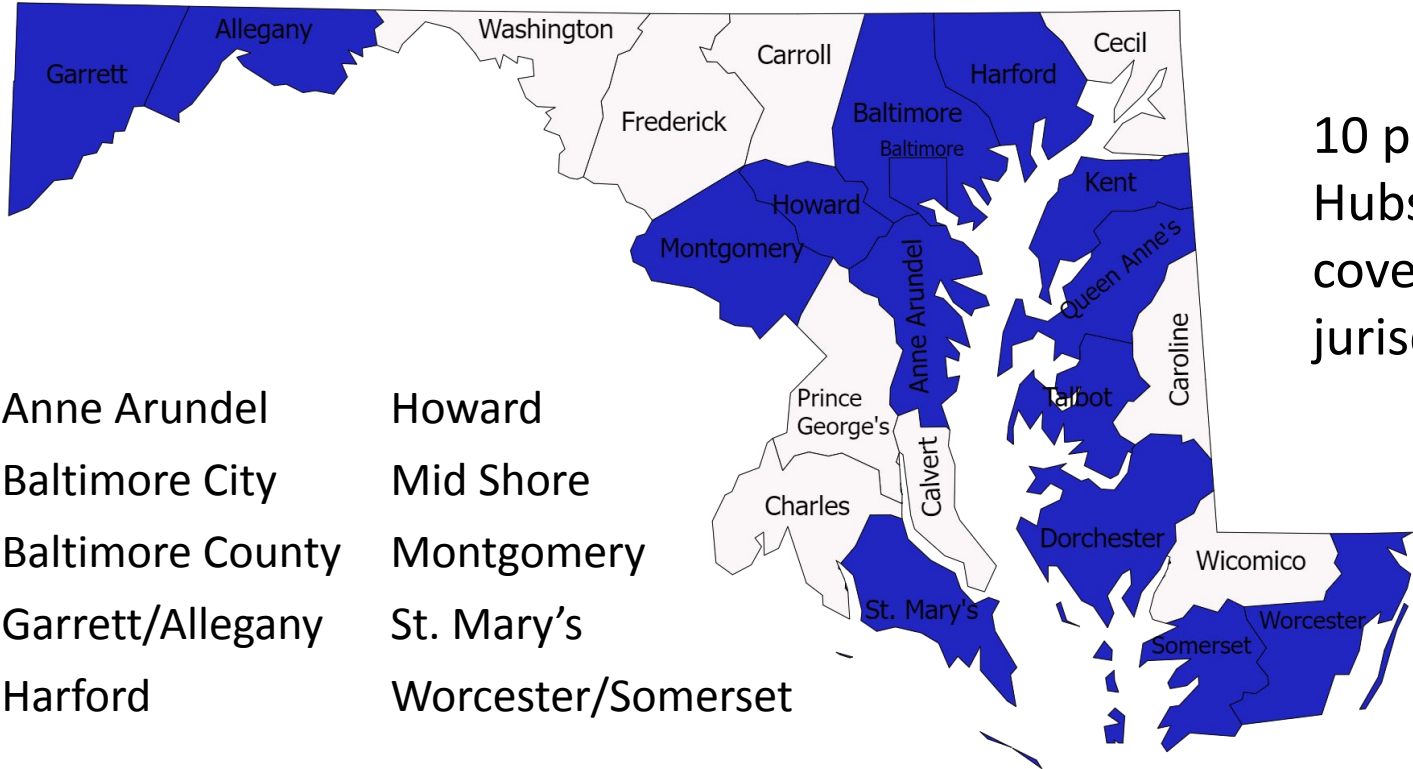 Allegany
Washington
Garrett
Carroll
Cecil
Harford
Frederick
Baltimore
Baltimore
Kent
Howard
Montgomery
Queen Anne's
Anne Arundel
Caroline
Talbot
Prince
George's
Calvert
Charles
Dorchester
Wicomico
St. Mary's
Worcester
Somerset
10 p
Hubs
cove
juris
Anne Arundel
Baltimore City
Baltimore County
Garrett/Allegany
Harford
Howard
Mid Shore
Montgomery
St. Mary’s
Worcester/Somerset